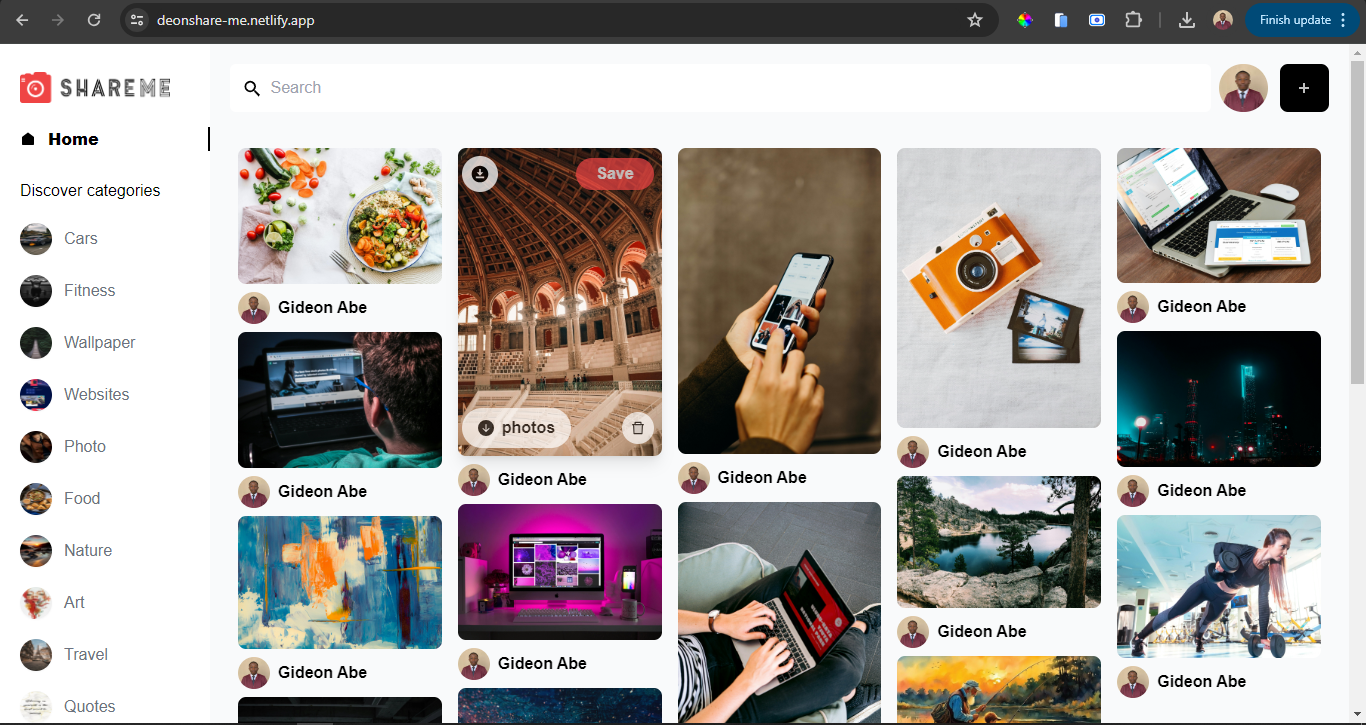 deonshare-me.netlify.app
Finish update
SHAREME
Search
+
Home
Discover categories
Cars
Fitness
Wallpaper
Websites
Photo
Food
Nature
Art
Travel
Quotes
Gideon Abe
Gideon Abe
Gideon Abe
Save
photos
Gideon Abe
Gideon Abe
Gideon Abe
Gideon Abe
Gideon Abe
Gideon Abe
Gideon Abe
Gideon Abe